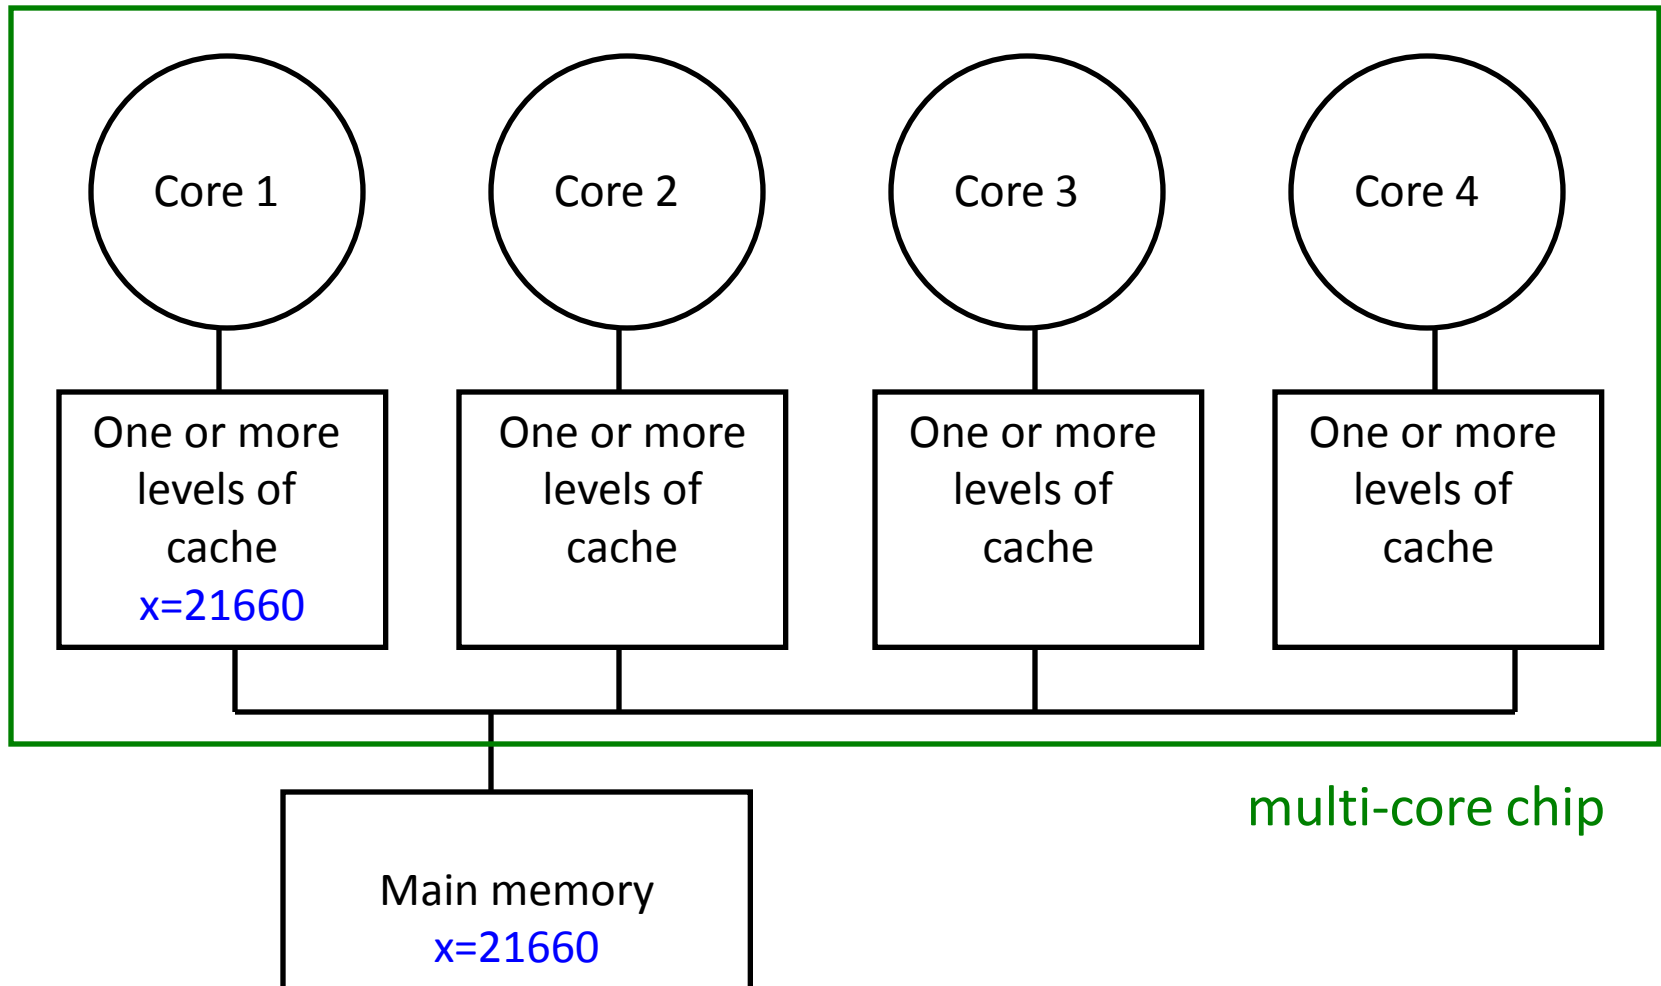 Core 1
Core 2
Core 3
Core 4
One or more
levels of
cache
x=21660
One or more
levels of
cache
One or more
levels of
cache
One or more
levels of
cache
multi-core chip
Main memory
x=21660